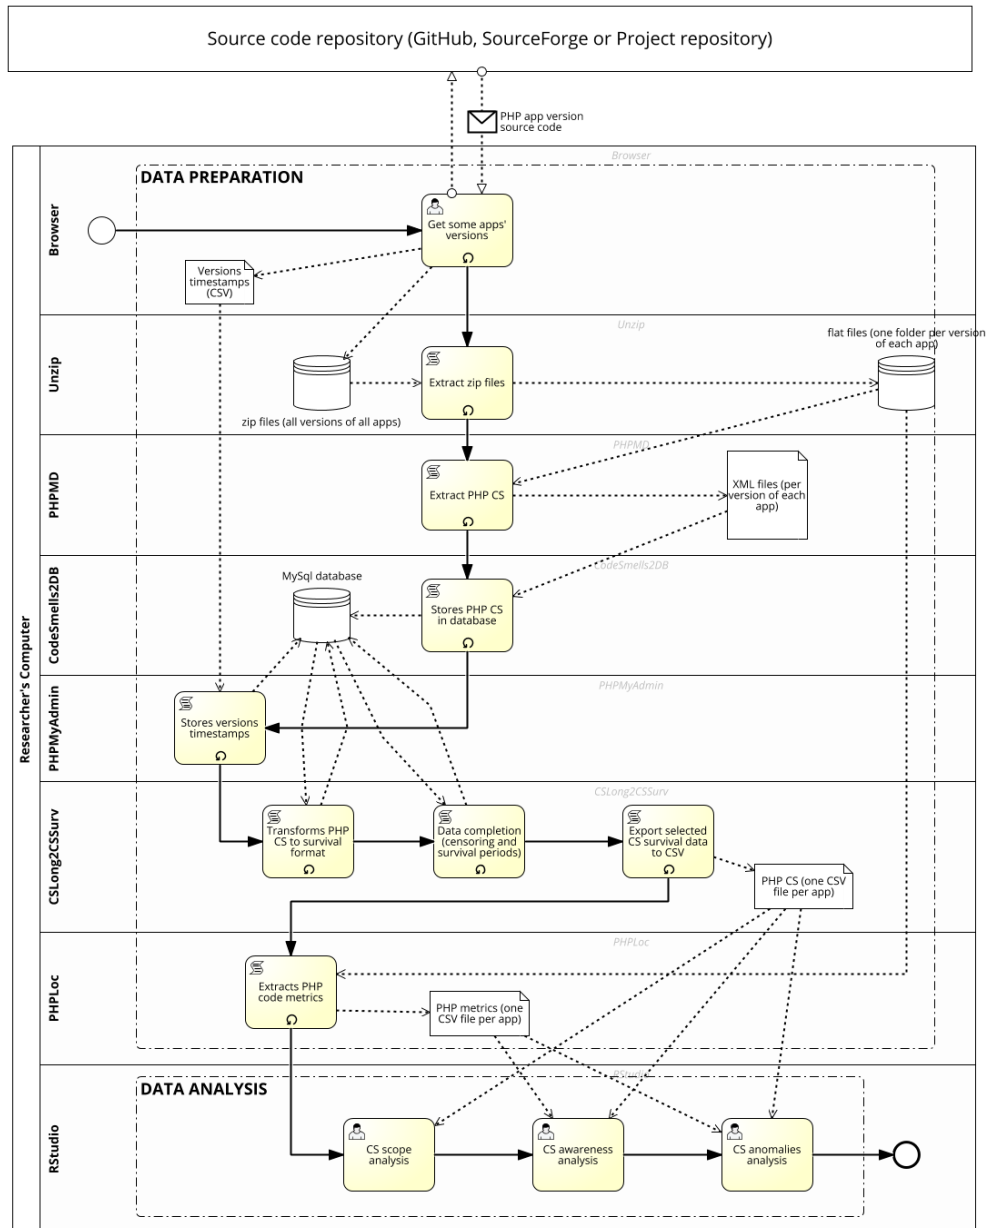 Source code repository (GitHub, SourceForge or Project repository)
PHP app version
source code
Researcher's Computer
Browser
Browser
DATA PREPARATION
Get some apps'
versions
Versions
timestamps
(CSV)
Unzip
Unzip
flat files (one folder per version
of each app)
Extract zip files
zip files (all versions of all apps)
PHPMD
PHPMD
Extract PHP CS
XML files (per
version of each
app)
CodeSmells2DB
CodeSmells2DB
MySql database
Stores PHP CS
in database
PHPMyAdmin
PHPMyAdmin
Stores versions
timestamps
CSLong2CSSurv
CSLong2CSSurv
Transforms PHP
CS to survival
format
Data completion
(censoring and
survival periods)
Export selected
CS survival data
to CSV
PHP CS (one CSV
file per app)
PHPLoc
PHPLoc
Extracts PHP
code metrics
PHP metrics (one
CSV file per app)
RStudio
RStudio
DATA ANALYSIS
CS scope
analysis
CS awareness
analysis
CS anomalies
analysis